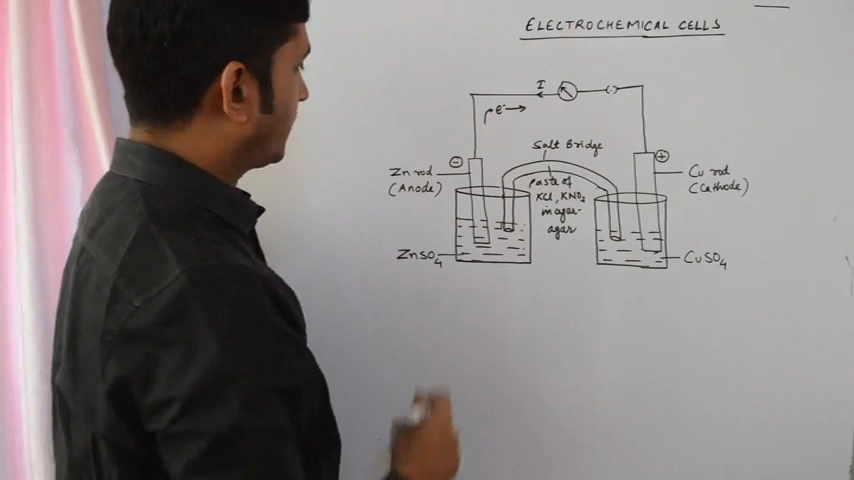 ELECTROCHEMICAL CELLS
I
e⁻
Salt Bridge
⊖
⊕
Zn rod
(Anode)
Paste of
KCl, KNO₃
in agar-
agar
Cu rod
(Cathode)
ZnSO₄
CuSO₄